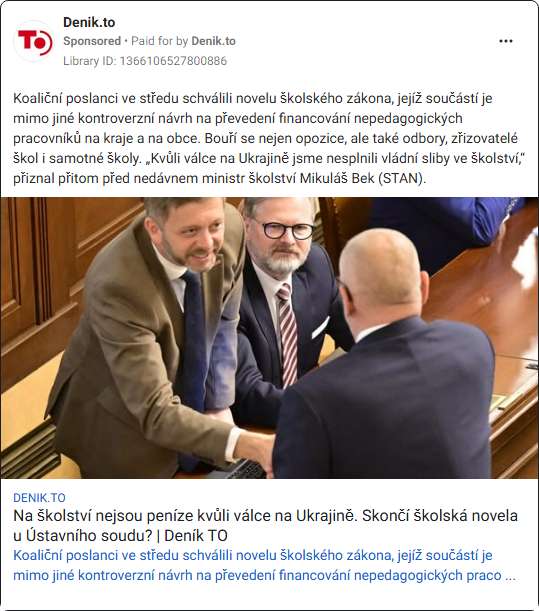 Denik.to
Sponsored • Paid for by Denik.to
Library ID: 1366106527800886
TO
Koaliční poslanci ve středu schválili novelu školského zákona, jejíž součástí je
mimo jiné kontroverzní návrh na převedení financování nepedagogických
pracovníků na kraje a na obce. Bouří se nejen opozice, ale také odbory, zřizovatelé
škol i samotné školy. „Kvůli válce na Ukrajině jsme nesplnili vládní sliby ve školství,“
přiznal přitom před nedávnem ministr školství Mikuláš Bek (STAN).
DENIK.TO
Na školství nejsou peníze kvůli válce na Ukrajině. Skončí školská novela
u Ústavního soudu? | Deník TO
Koaliční poslanci ve středu schválili novelu školského zákona, jejíž součástí je
mimo jiné kontroverzní návrh na převedení financování nepedagogických praco ...